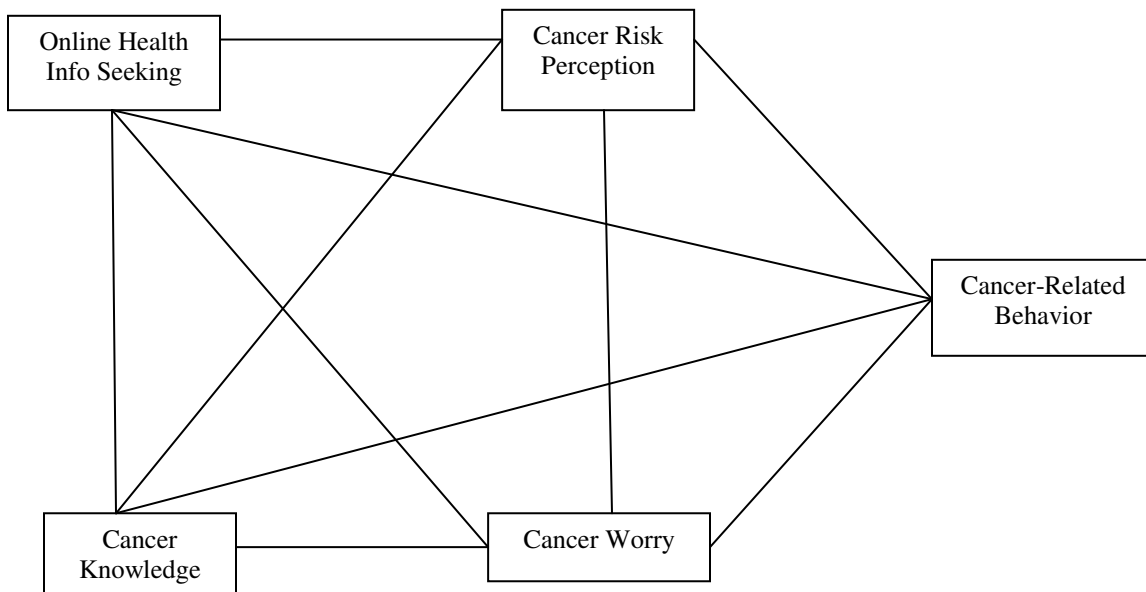 Online Health
Info Seeking
Cancer Risk
Perception
Cancer-Related
Behavior
Cancer
Knowledge
Cancer Worry